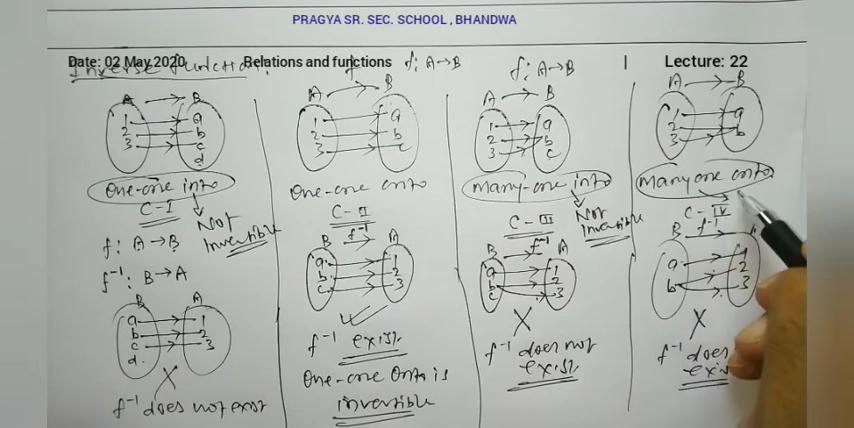 PRAGYA SR. SEC. SCHOOL , BHANDWA
Date: 02 May 2020 Relations and functions | Lecture: 22
Inverse function:
f: A→B
f: A→B
A → B
1 a
2 b
3 c
d
One-one into
C-I
Not
Invertible
f: A→B
f⁻¹: B→A
B A
a 1
b 2
c 3
d
X
f⁻¹ does not exist
A → B
1 a
2 b
3 c
One-one onto
C-II
B f⁻¹ A
a 1
b 2
c 3
f⁻¹ exist
One-one Onto is
invertible
A → B
1 a
2 b
3 c
many-one into
C-III
Not
Invertible
B f⁻¹ A
a 1
b 2
c 3
X
f⁻¹ does not
exist
A → B
1 a
2 b
3
Many one onto
C-IV
B f⁻¹
a 1
b 2
3
X
f⁻¹ does
exis